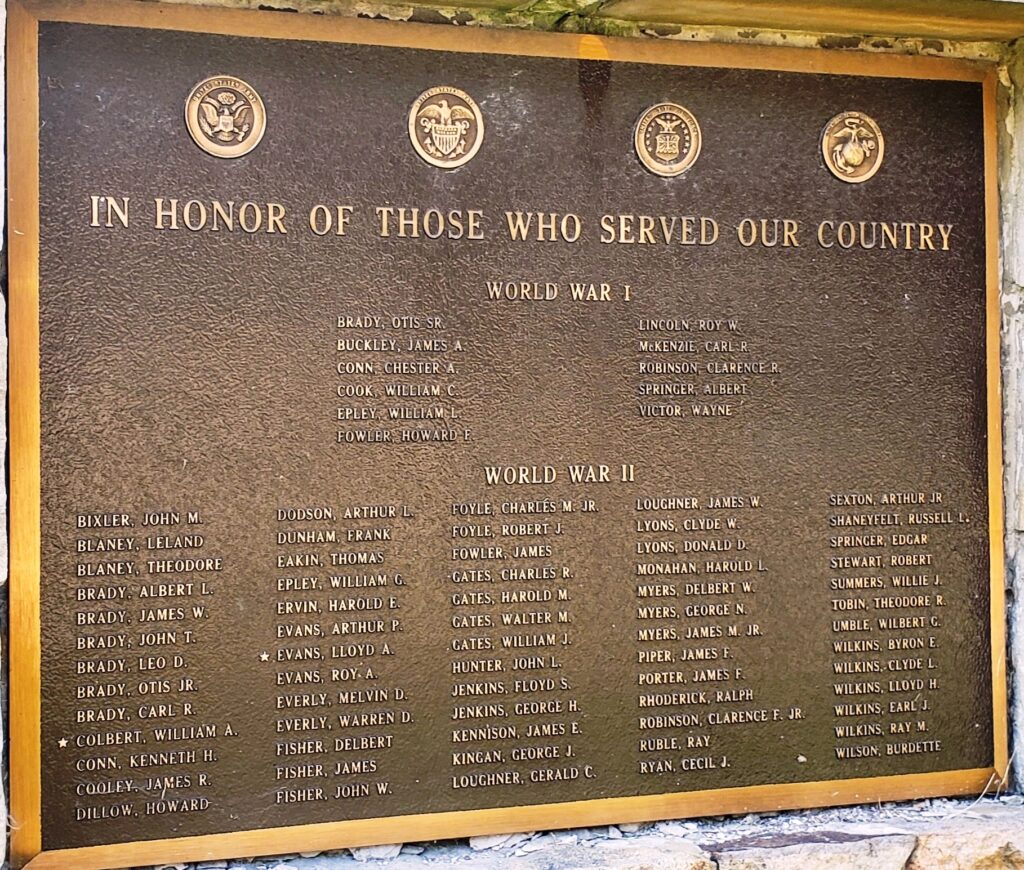 IN HONOR OF THOSE WHO SERVED OUR COUNTRY
WORLD WAR I
BRADY, OTIS SR.
BUCKLEY, JAMES A.
CONN, CHESTER A.
COOK, WILLIAM C.
EPLEY, WILLIAM L.
FOWLER, HOWARD F.
LINCOLN, ROY W.
McKENZIE, CARL R.
ROBINSON, CLARENCE R.
SPRINGER, ALBERT
VICTOR, WAYNE
WORLD WAR II
BIXLER, JOHN M.
BLANEY, LELAND
BLANEY, THEODORE
BRADY, ALBERT L.
BRADY, JAMES W.
BRADY, JOHN T.
BRADY, LEO D.
BRADY, OTIS JR.
BRADY, CARL R.
COLBERT, WILLIAM A.
CONN, KENNETH H.
COOLEY, JAMES R.
DILLOW, HOWARD
DODSON, ARTHUR L.
DUNHAM, FRANK
EAKIN, THOMAS
EPLEY, WILLIAM G.
ERVIN, HAROLD E.
EVANS, ARTHUR P.
EVANS, LLOYD A.
EVANS, ROY A.
EVERLY, MELVIN D.
EVERLY, WARREN D.
FISHER, DELBERT
FISHER, JAMES
FISHER, JOHN W.
FOYLE, CHARLES M. JR.
FOYLE, ROBERT J.
FOWLER, JAMES
GATES, CHARLES R.
GATES, HAROLD M.
GATES, WALTER M.
GATES, WILLIAM J.
HUNTER, JOHN L.
JENKINS, FLOYD S.
JENKINS, GEORGE H.
KENNISON, JAMES E.
KINGAN, GEORGE J.
LOUGHNER, GERALD C.
LOUGHNER, JAMES W.
LYONS, CLYDE W.
LYONS, DONALD D.
MONAHAN, HAROLD L.
MYERS, DELBERT W.
MYERS, GEORGE N.
MYERS, JAMES M. JR.
PIPER, JAMES F.
PORTER, JAMES F.
RHODERICK, RALPH
ROBINSON, CLARENCE F. JR.
RUBLE, RAY
RYAN, CECIL J.
SEXTON, ARTHUR JR
SHANEYFELT, RUSSELL L.
SPRINGER, EDGAR
STEWART, ROBERT
SUMMERS, WILLIE J.
TOBIN, THEODORE R.
UMBLE, WILBERT G.
WILKINS, BYRON E.
WILKINS, CLYDE L.
WILKINS, LLOYD H.
WILKINS, EARL J.
WILKINS, RAY M.
WILSON, BURDETTE